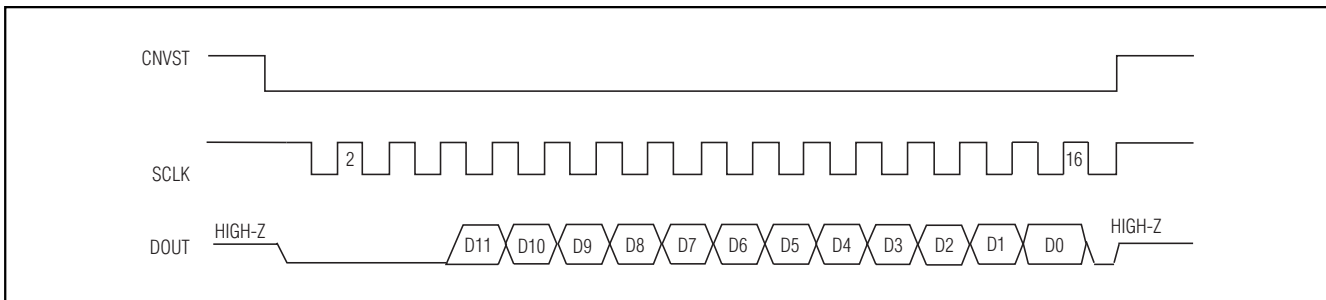 CNVST
2
16
SCLK
HIGH-Z
HIGH-Z
DOUT
D11 D10 D9 D8 D7 D6 D5 D4 D3 D2 D1 D0